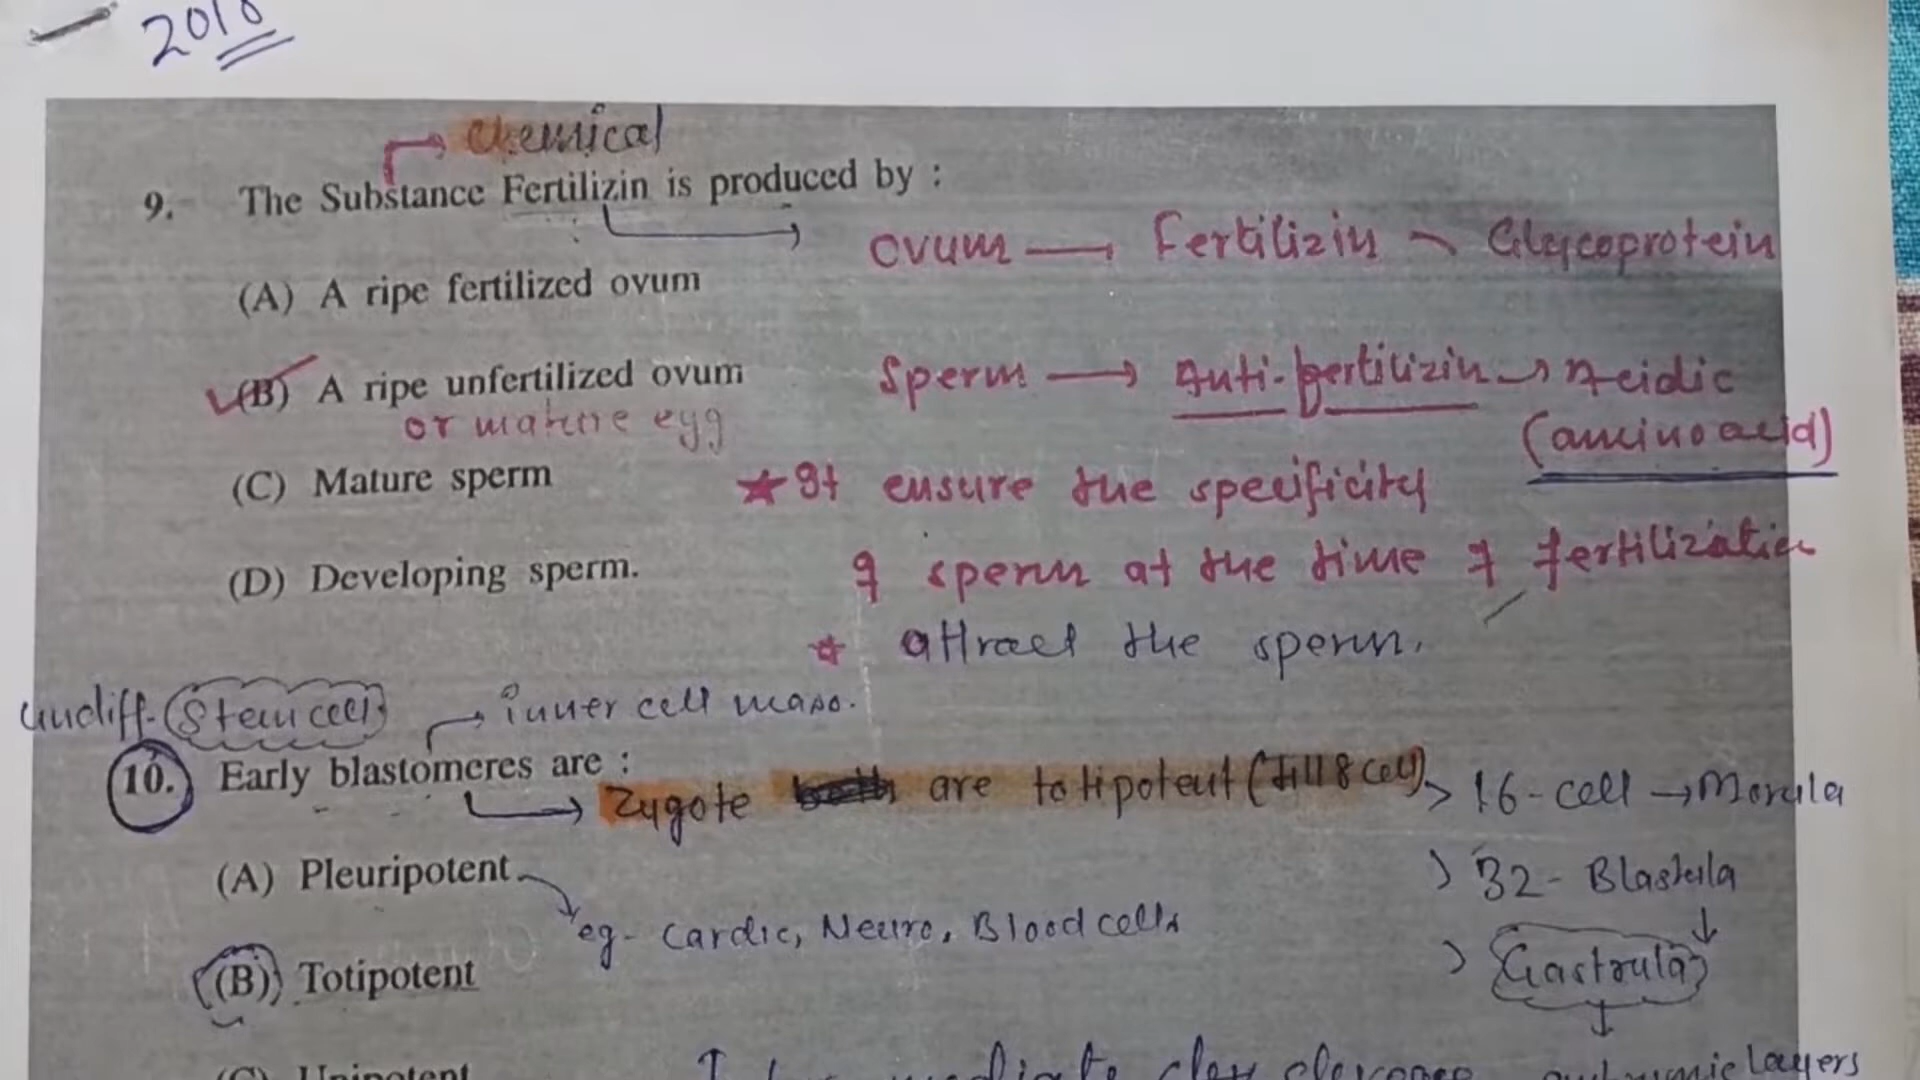 2018
chemical
9. The Substance Fertilizin is produced by :
Ovum → Fertilizin - Glycoprotein
(A) A ripe fertilized ovum
(B) A ripe unfertilized ovum
or mature egg
Sperm → Anti-fertilizin → Acidic
(amino acid)
(C) Mature sperm
★ It ensure the specificity
of sperm at the time of fertilization
(D) Developing sperm.
☆ attract the sperm.
undiff. Stem cell
→ inner cell mass.
10. Early blastomeres are :
→ Zygote are totipotent (till 8 cell)
> 16-cell → Morula
(A) Pleuripotent
> 32 - Blastula
eg- Cardic, Neuro, Blood cells
(B) Totipotent
> Gastrula
(C) Unipotent
layers